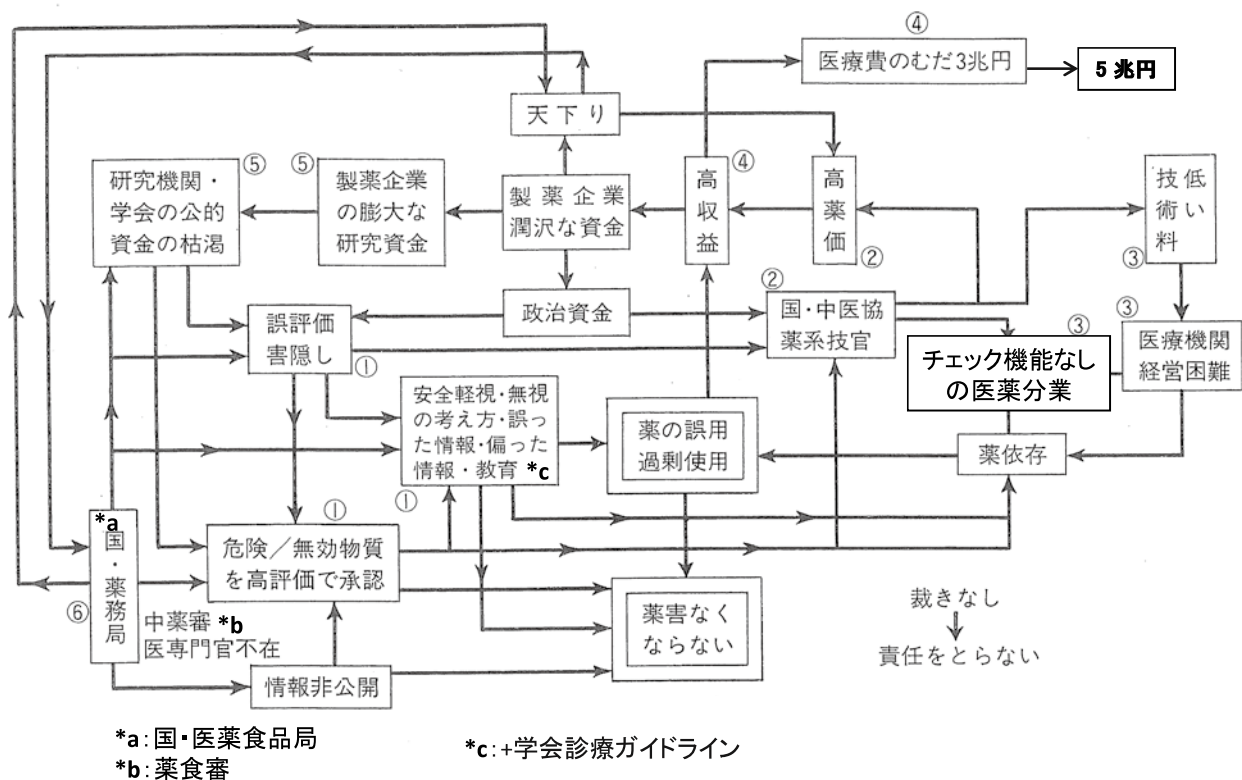 ④
医療費のむだ3兆円
5 兆円
天下り
研究機関・
学会の公的
資金の枯渇
⑤
⑤
製薬企業
の膨大な
研究資金
製薬企業
潤沢な資金
高収益
④
高薬価
②
技術料
低い
③
政治資金
②
国・中医協
薬系技官
誤評価
害隠し
①
③
チェック機能なし
の医薬分業
③
医療機関
経営困難
安全軽視・無視
の考え方・誤っ
た情報・偏った
情報・教育 *c
①
薬の誤用
過剰使用
薬依存
*a
国・薬務局
⑥
①
危険／無効物質
を高評価で承認
中薬審 *b
医専門官不在
情報非公開
薬害なく
ならない
裁きなし
責任をとらない
*a：国・医薬食品局
*b：薬食審
*c：+学会診療ガイドライン